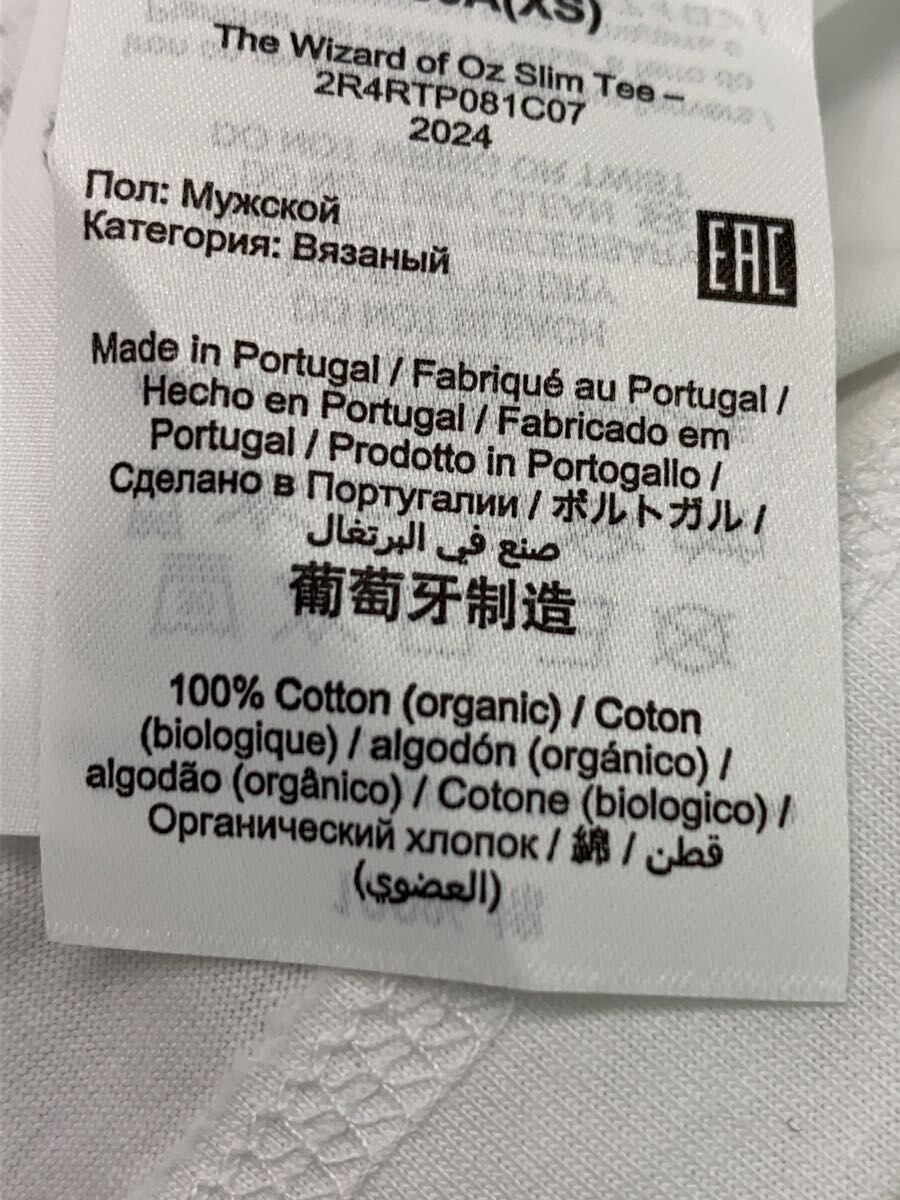 A(XS)
The Wizard of Oz Slim Tee –
2R4RTP081C07
2024
Пол: Мужской
Категория: Вязаный
EAC
Made in Portugal / Fabriqué au Portugal /
Hecho en Portugal / Fabricado em
Portugal / Prodotto in Portogallo /
Сделано в Португалии / ポルトガル /
صنع في البرتغال
葡萄牙制造
100% Cotton (organic) / Coton
(biologique) / algodón (orgánico) /
algodão (orgânico) / Cotone (biologico) /
Органический хлопок / 綿 / قطن
(العضوي)